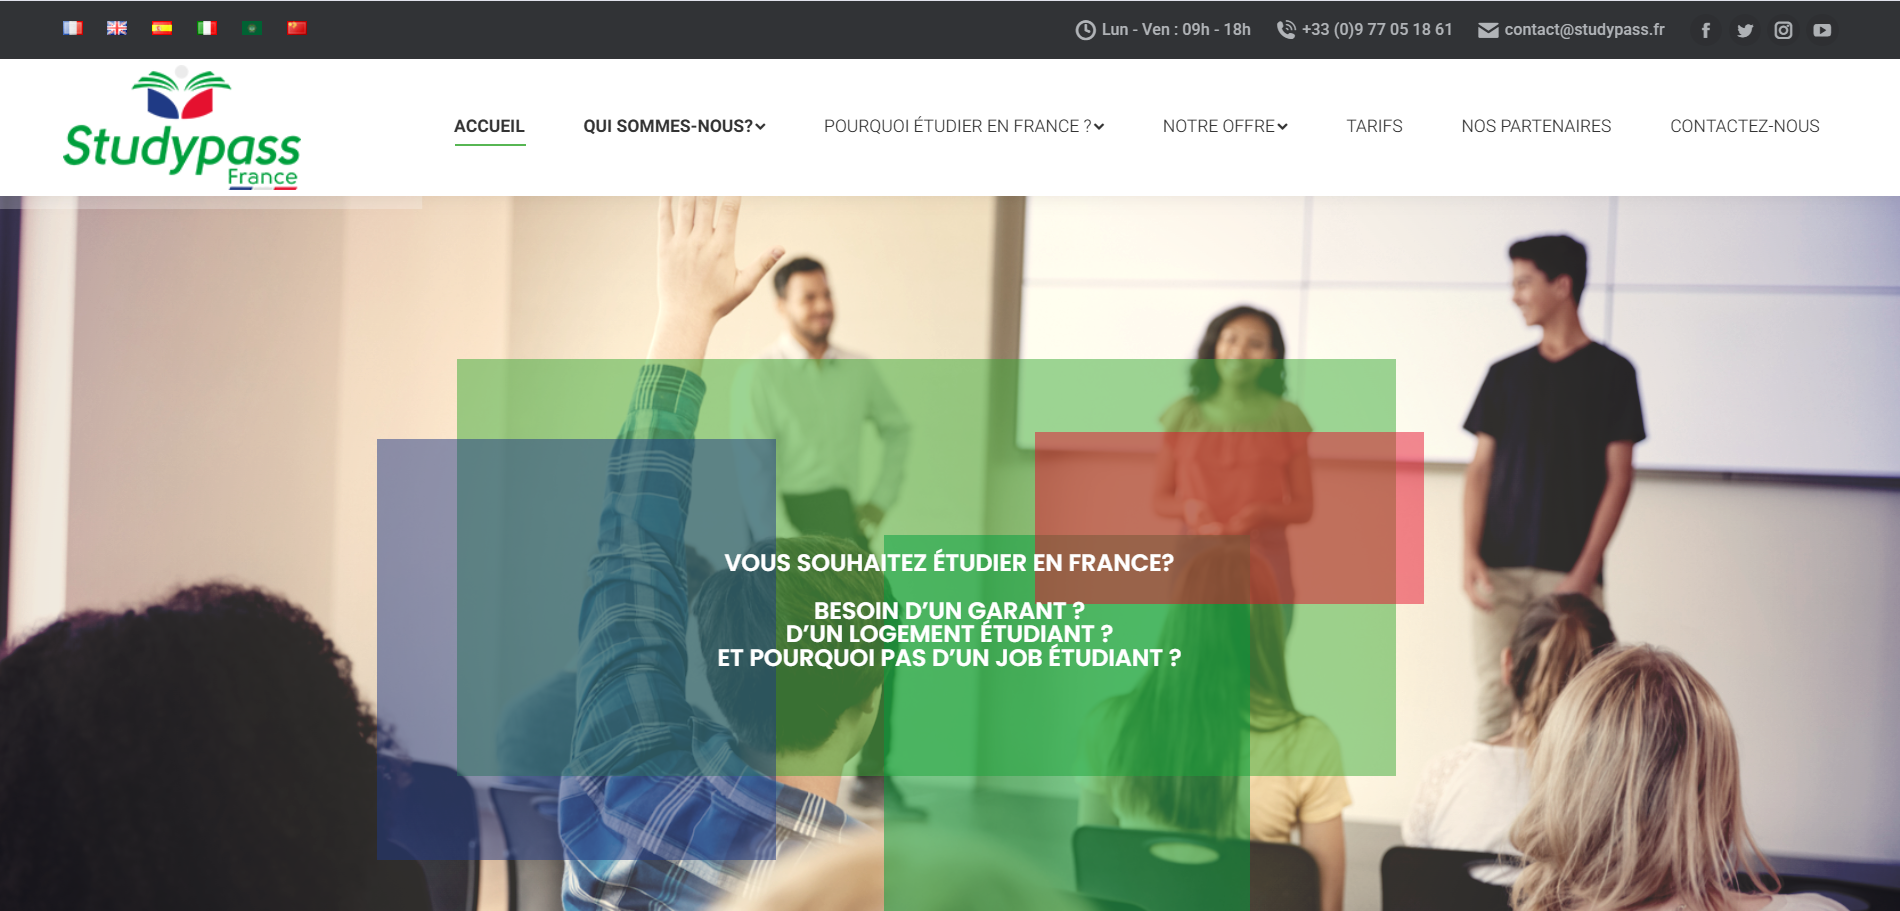 Lun - Ven : 09h - 18h
+33 (0)9 77 05 18 61
contact@studypass.fr
Studypass
France
ACCUEIL
QUI SOMMES-NOUS?
POURQUOI ÉTUDIER EN FRANCE ?
NOTRE OFFRE
TARIFS
NOS PARTENAIRES
CONTACTEZ-NOUS
VOUS SOUHAITEZ ÉTUDIER EN FRANCE?
BESOIN D’UN GARANT ?
D’UN LOGEMENT ÉTUDIANT ?
ET POURQUOI PAS D’UN JOB ÉTUDIANT ?